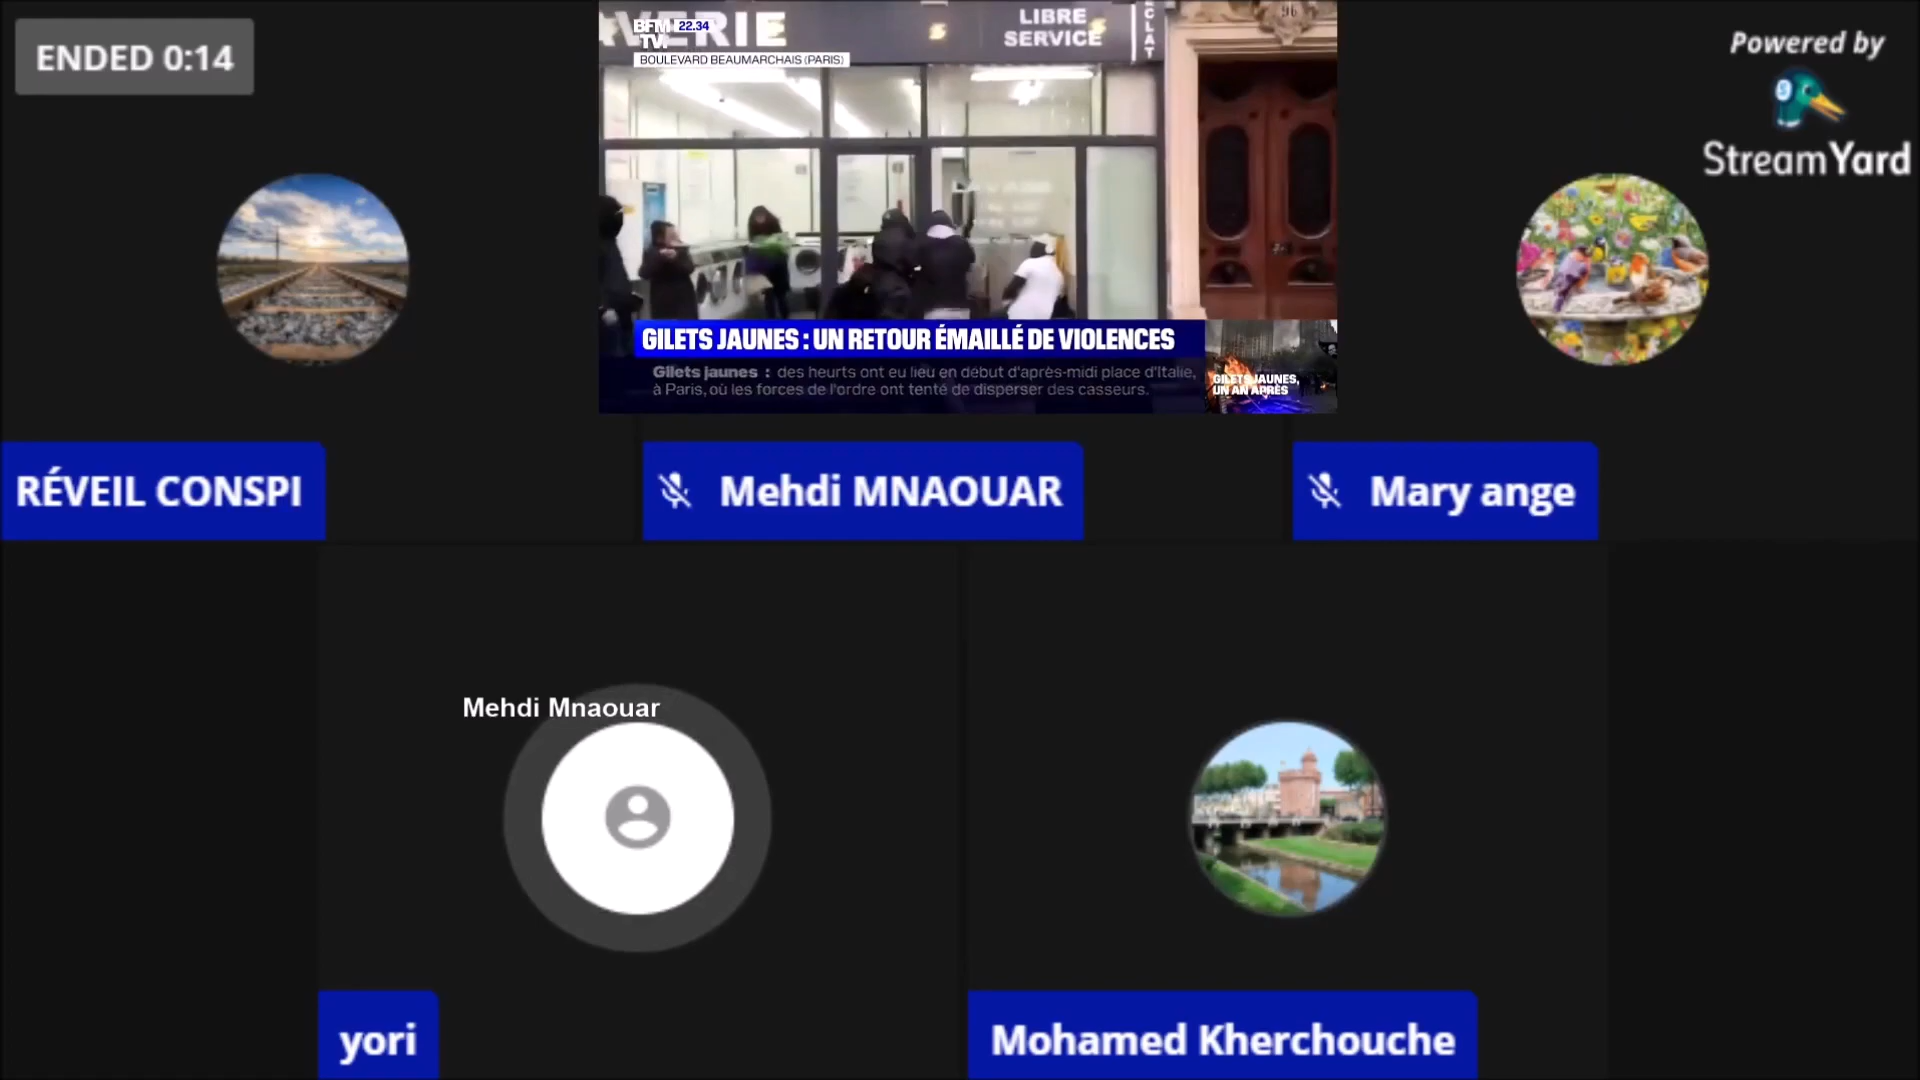 ENDED 0:14
AVERIE
LIBRE
SERVICE
ÉCLAT
96
BFM
TV.
22.34
BOULEVARD BEAUMARCHAIS (PARIS)
Powered by
StreamYard
GILETS JAUNES : UN RETOUR ÉMAILLÉ DE VIOLENCES
Gilets jaunes : des heurts ont eu lieu en début d'après-midi place d'Italie,
à Paris, où les forces de l'ordre ont tenté de disperser des casseurs.
GILETS JAUNES,
UN AN APRÈS
RÉVEIL CONSPI
Mehdi MNAOUAR
Mary ange
Mehdi Mnaouar
yori
Mohamed Kherchouche